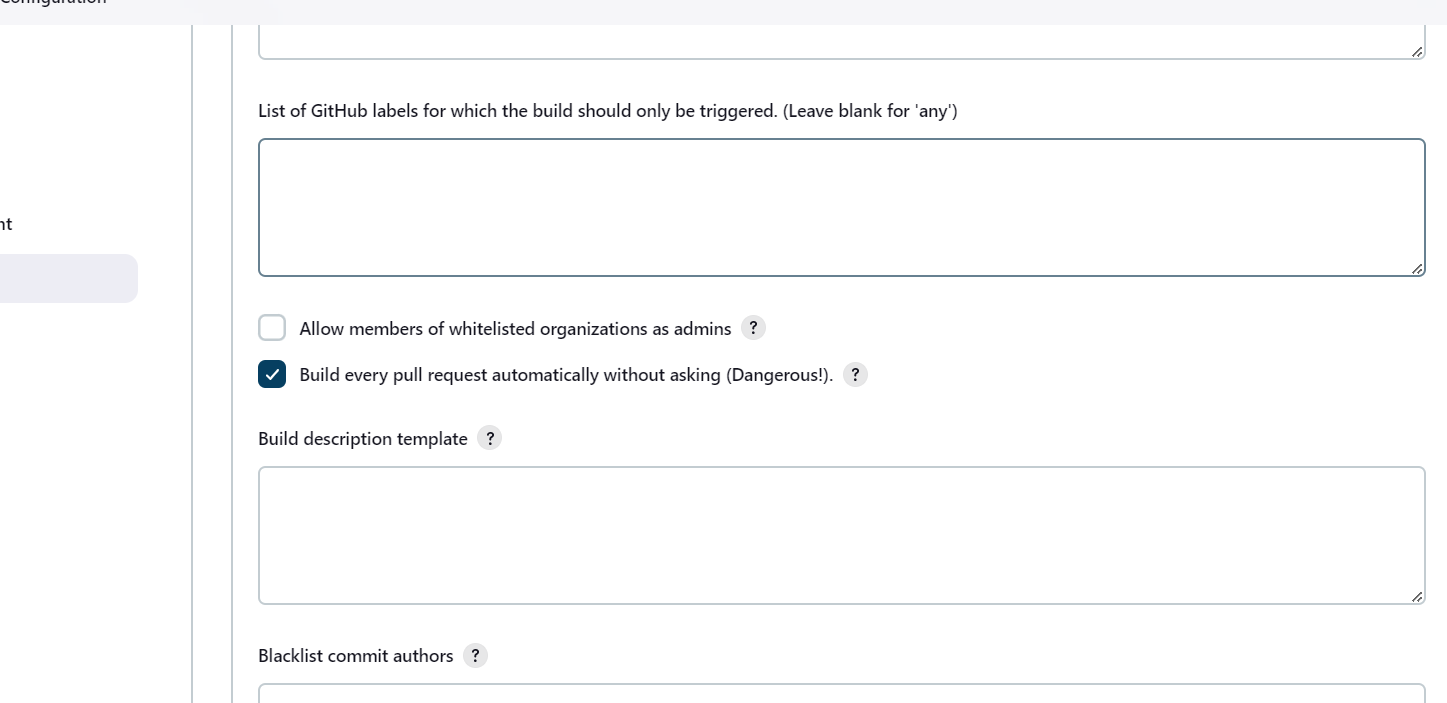 List of GitHub labels for which the build should only be triggered. (Leave blank for 'any')
nt
Allow members of whitelisted organizations as admins ?
Build every pull request automatically without asking (Dangerous!). ?
Build description template ?
Blacklist commit authors ?